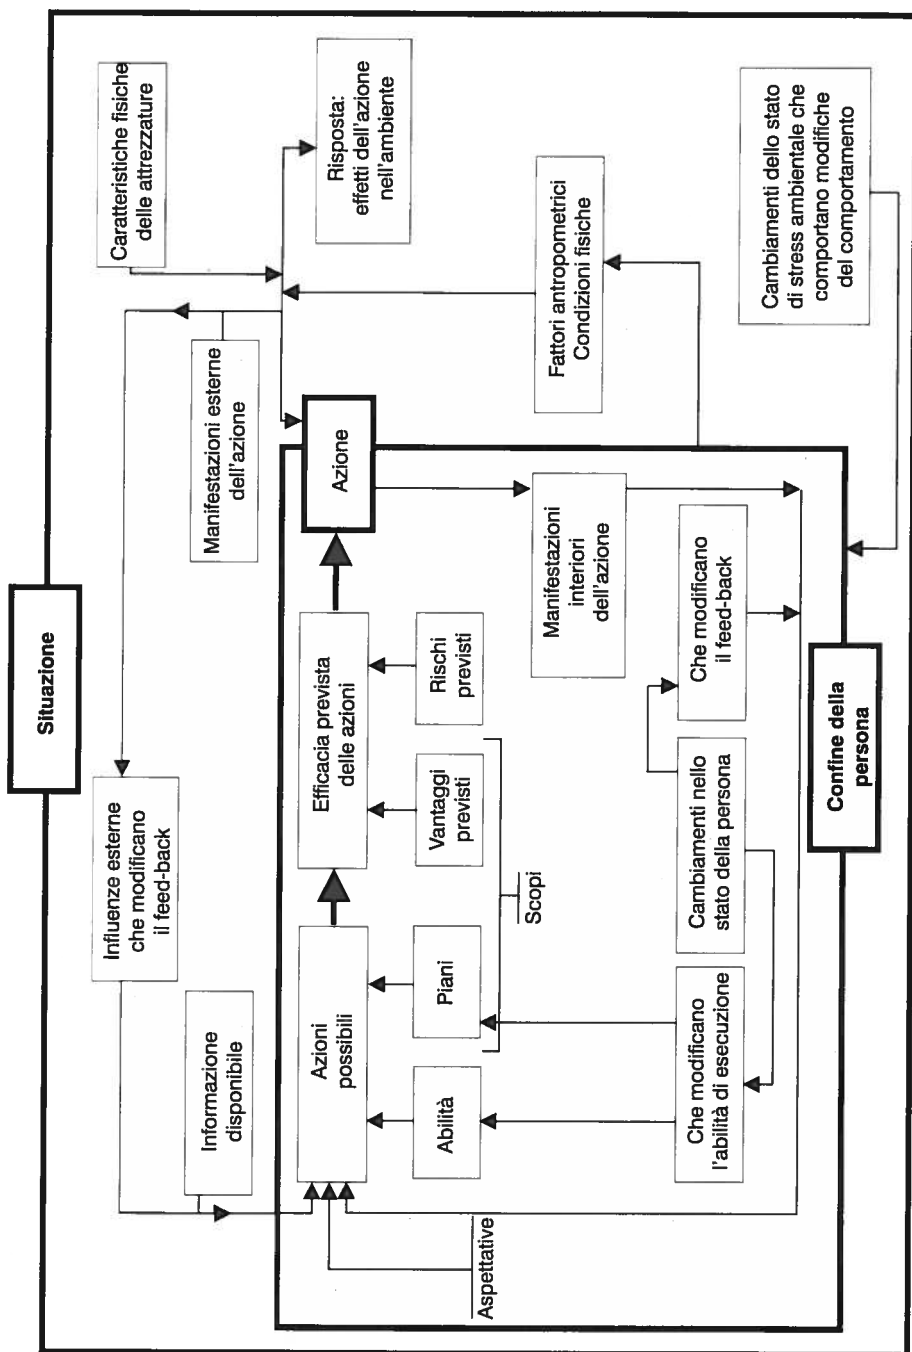 Situazione
Influenze esterne
che modificano
il feed-back
Caratteristiche fisiche
delle attrezzature
Informazione
disponibile
Manifestazioni esterne
dell'azione
Risposta:
effetti dell'azione
nell'ambiente
Azioni
possibili
Efficacia prevista
delle azioni
Azione
Abilità
Piani
Vantaggi
previsti
Rischi
previsti
Aspettative
Scopi
Manifestazioni
interiori
dell'azione
Fattori antropometrici
Condizioni fisiche
Che modificano
l'abilità di esecuzione
Cambiamenti nello
stato della persona
Che modificano
il feed-back
Cambiamenti dello stato
di stress ambientale che
comportano modifiche
del comportamento
Confine della
persona